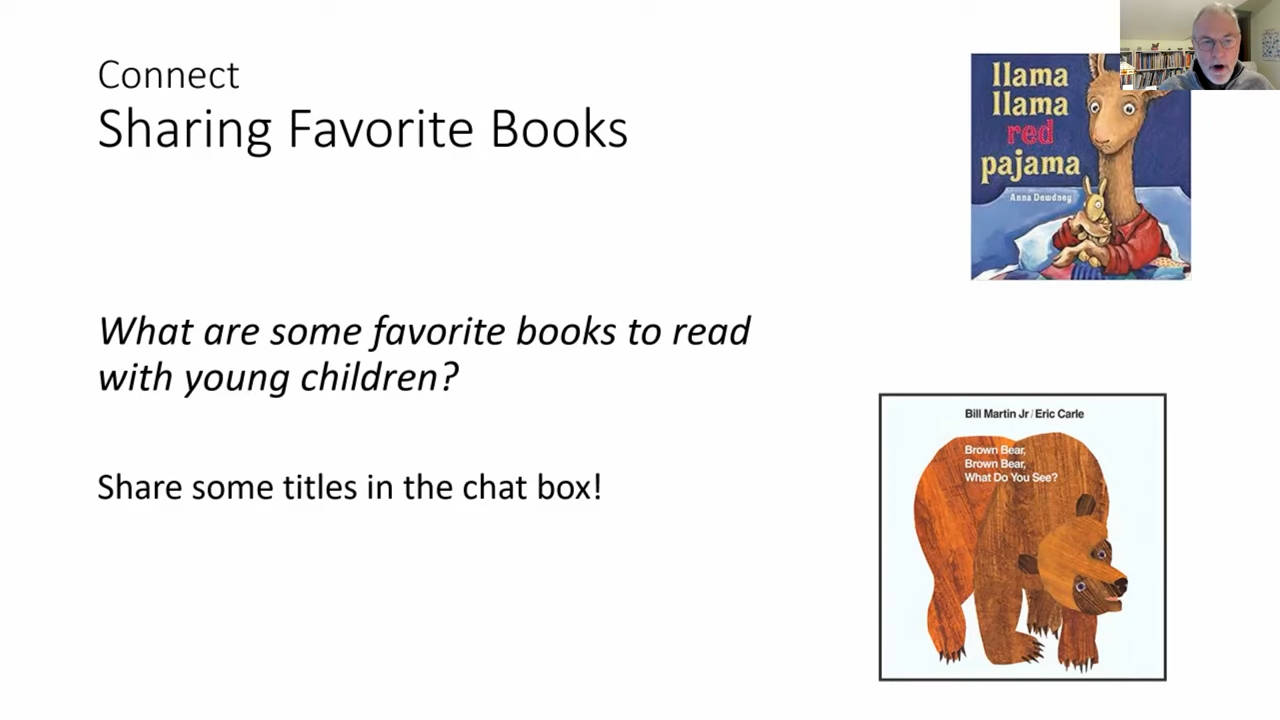 Connect
Sharing Favorite Books
llama
llama
red
pajama
Anna Dewdney
What are some favorite books to read
with young children?
Share some titles in the chat box!
Bill Martin Jr / Eric Carle
Brown Bear,
Brown Bear,
What Do You See?